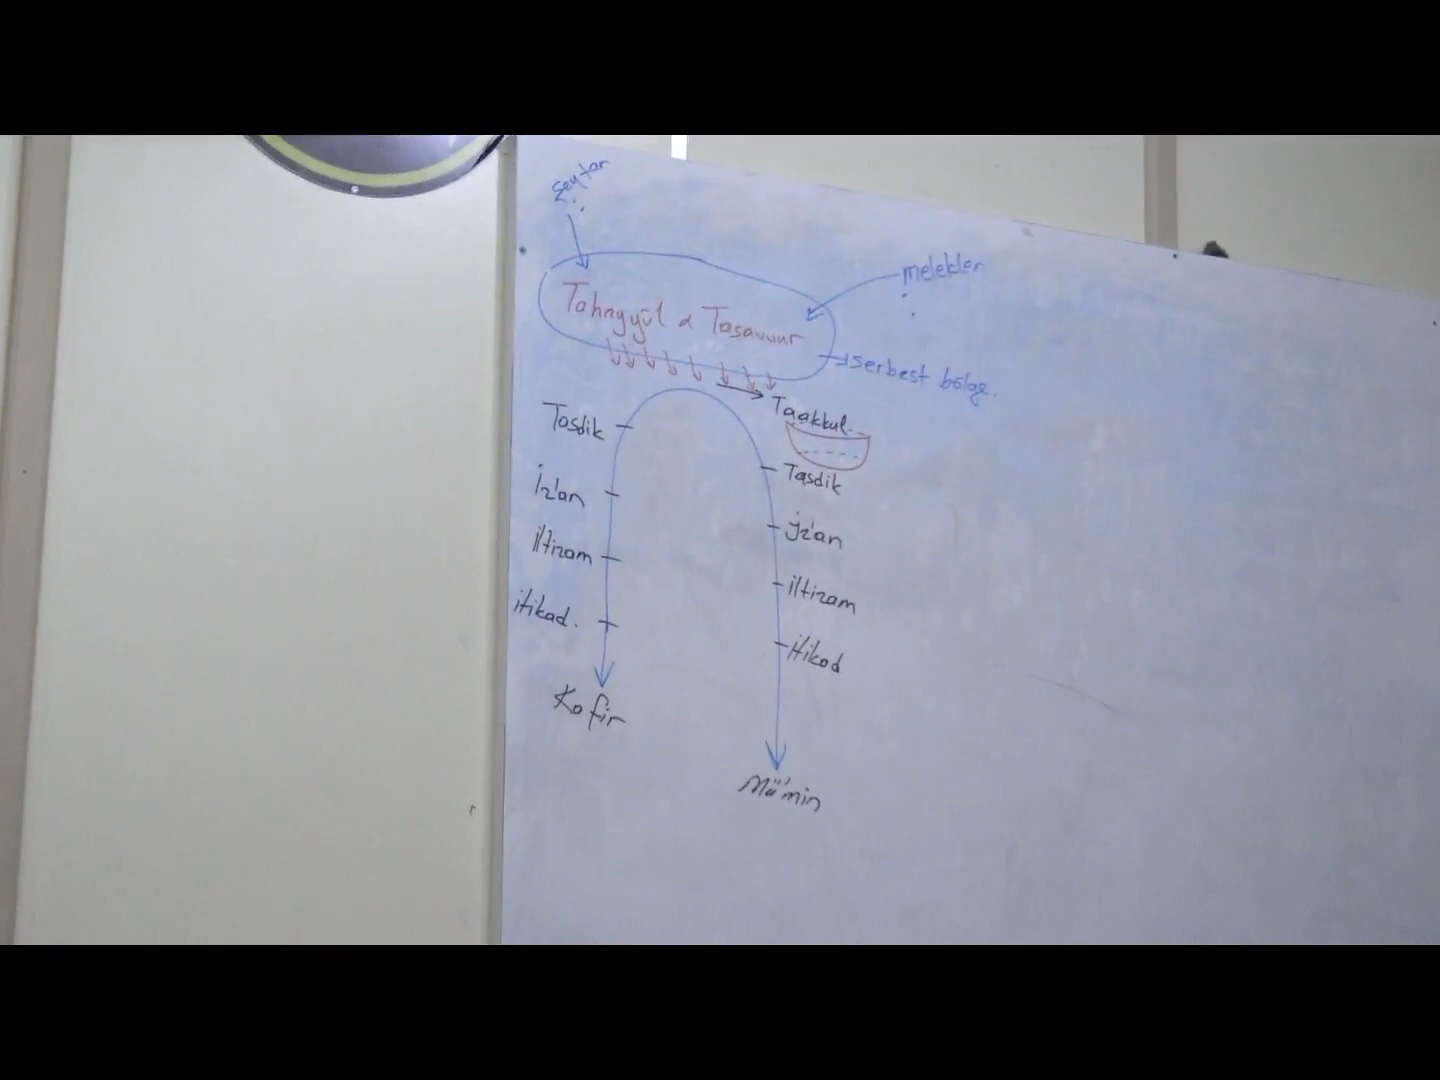 şeytan
melekler
Tahayyül & Tasavvur
serbest bölge.
Taakkul
Tasdik
Tasdik
İz'an
İz'an
iltizam
iltizam
itikad.
itikad
Kafir
Mü'min